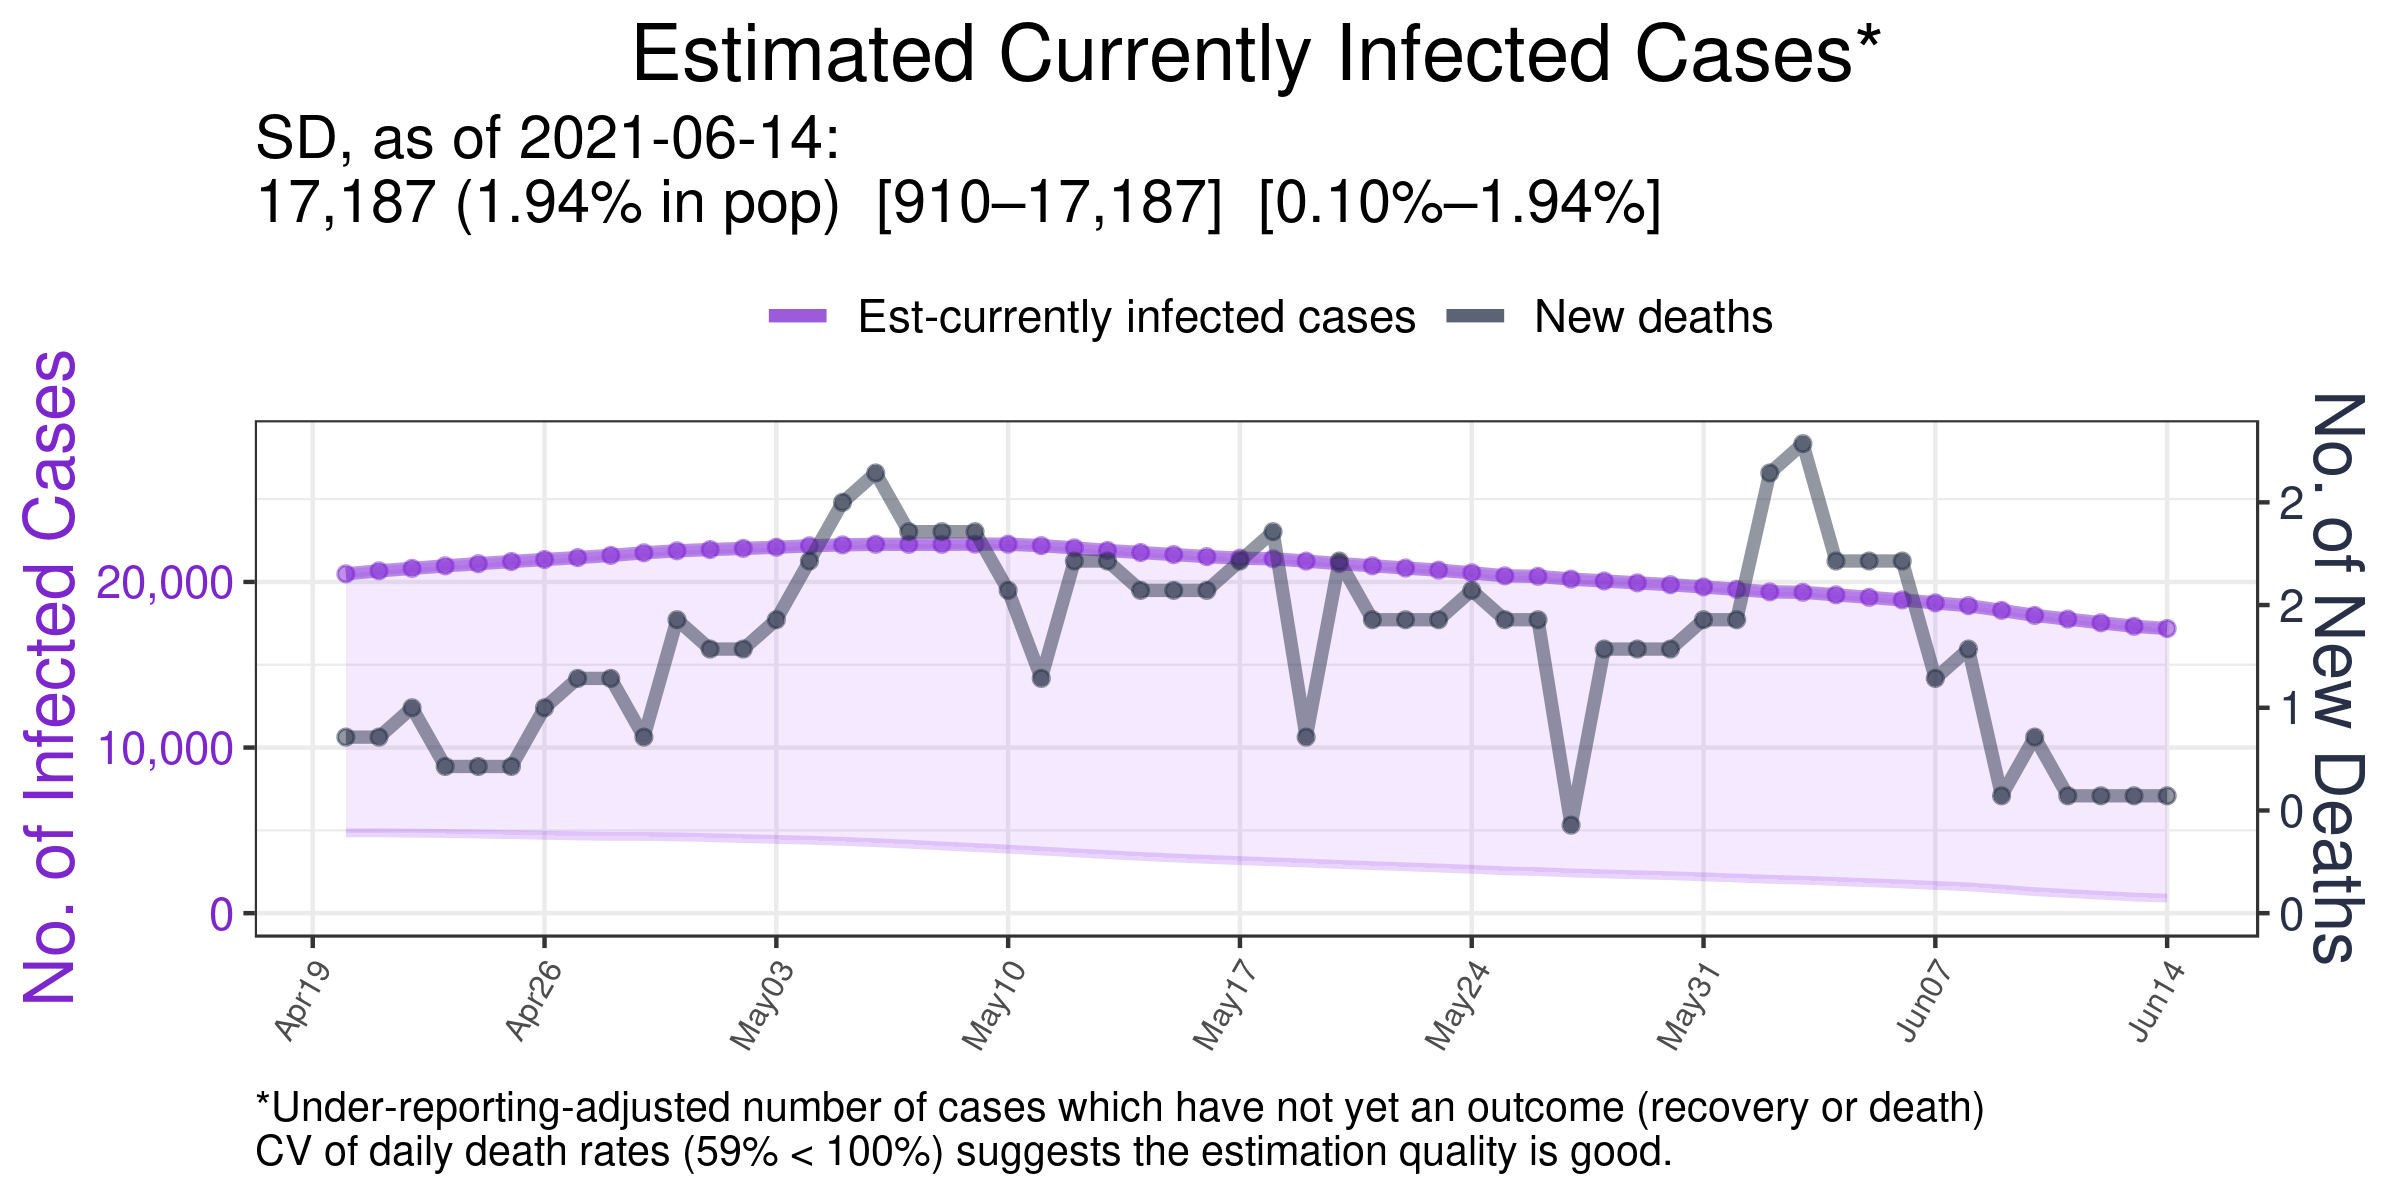 Estimated Currently Infected Cases*
SD, as of 2021-06-14:
17,187 (1.94% in pop)  [910–17,187]  [0.10%–1.94%]
Est-currently infected cases
New deaths
No. of Infected Cases
20,000
10,000
0
No. of New Deaths
2
2
1
0
0
Apr19
Apr26
May03
May10
May17
May24
May31
Jun07
Jun14
*Under-reporting-adjusted number of cases which have not yet an outcome (recovery or death)
CV of daily death rates (59% < 100%) suggests the estimation quality is good.